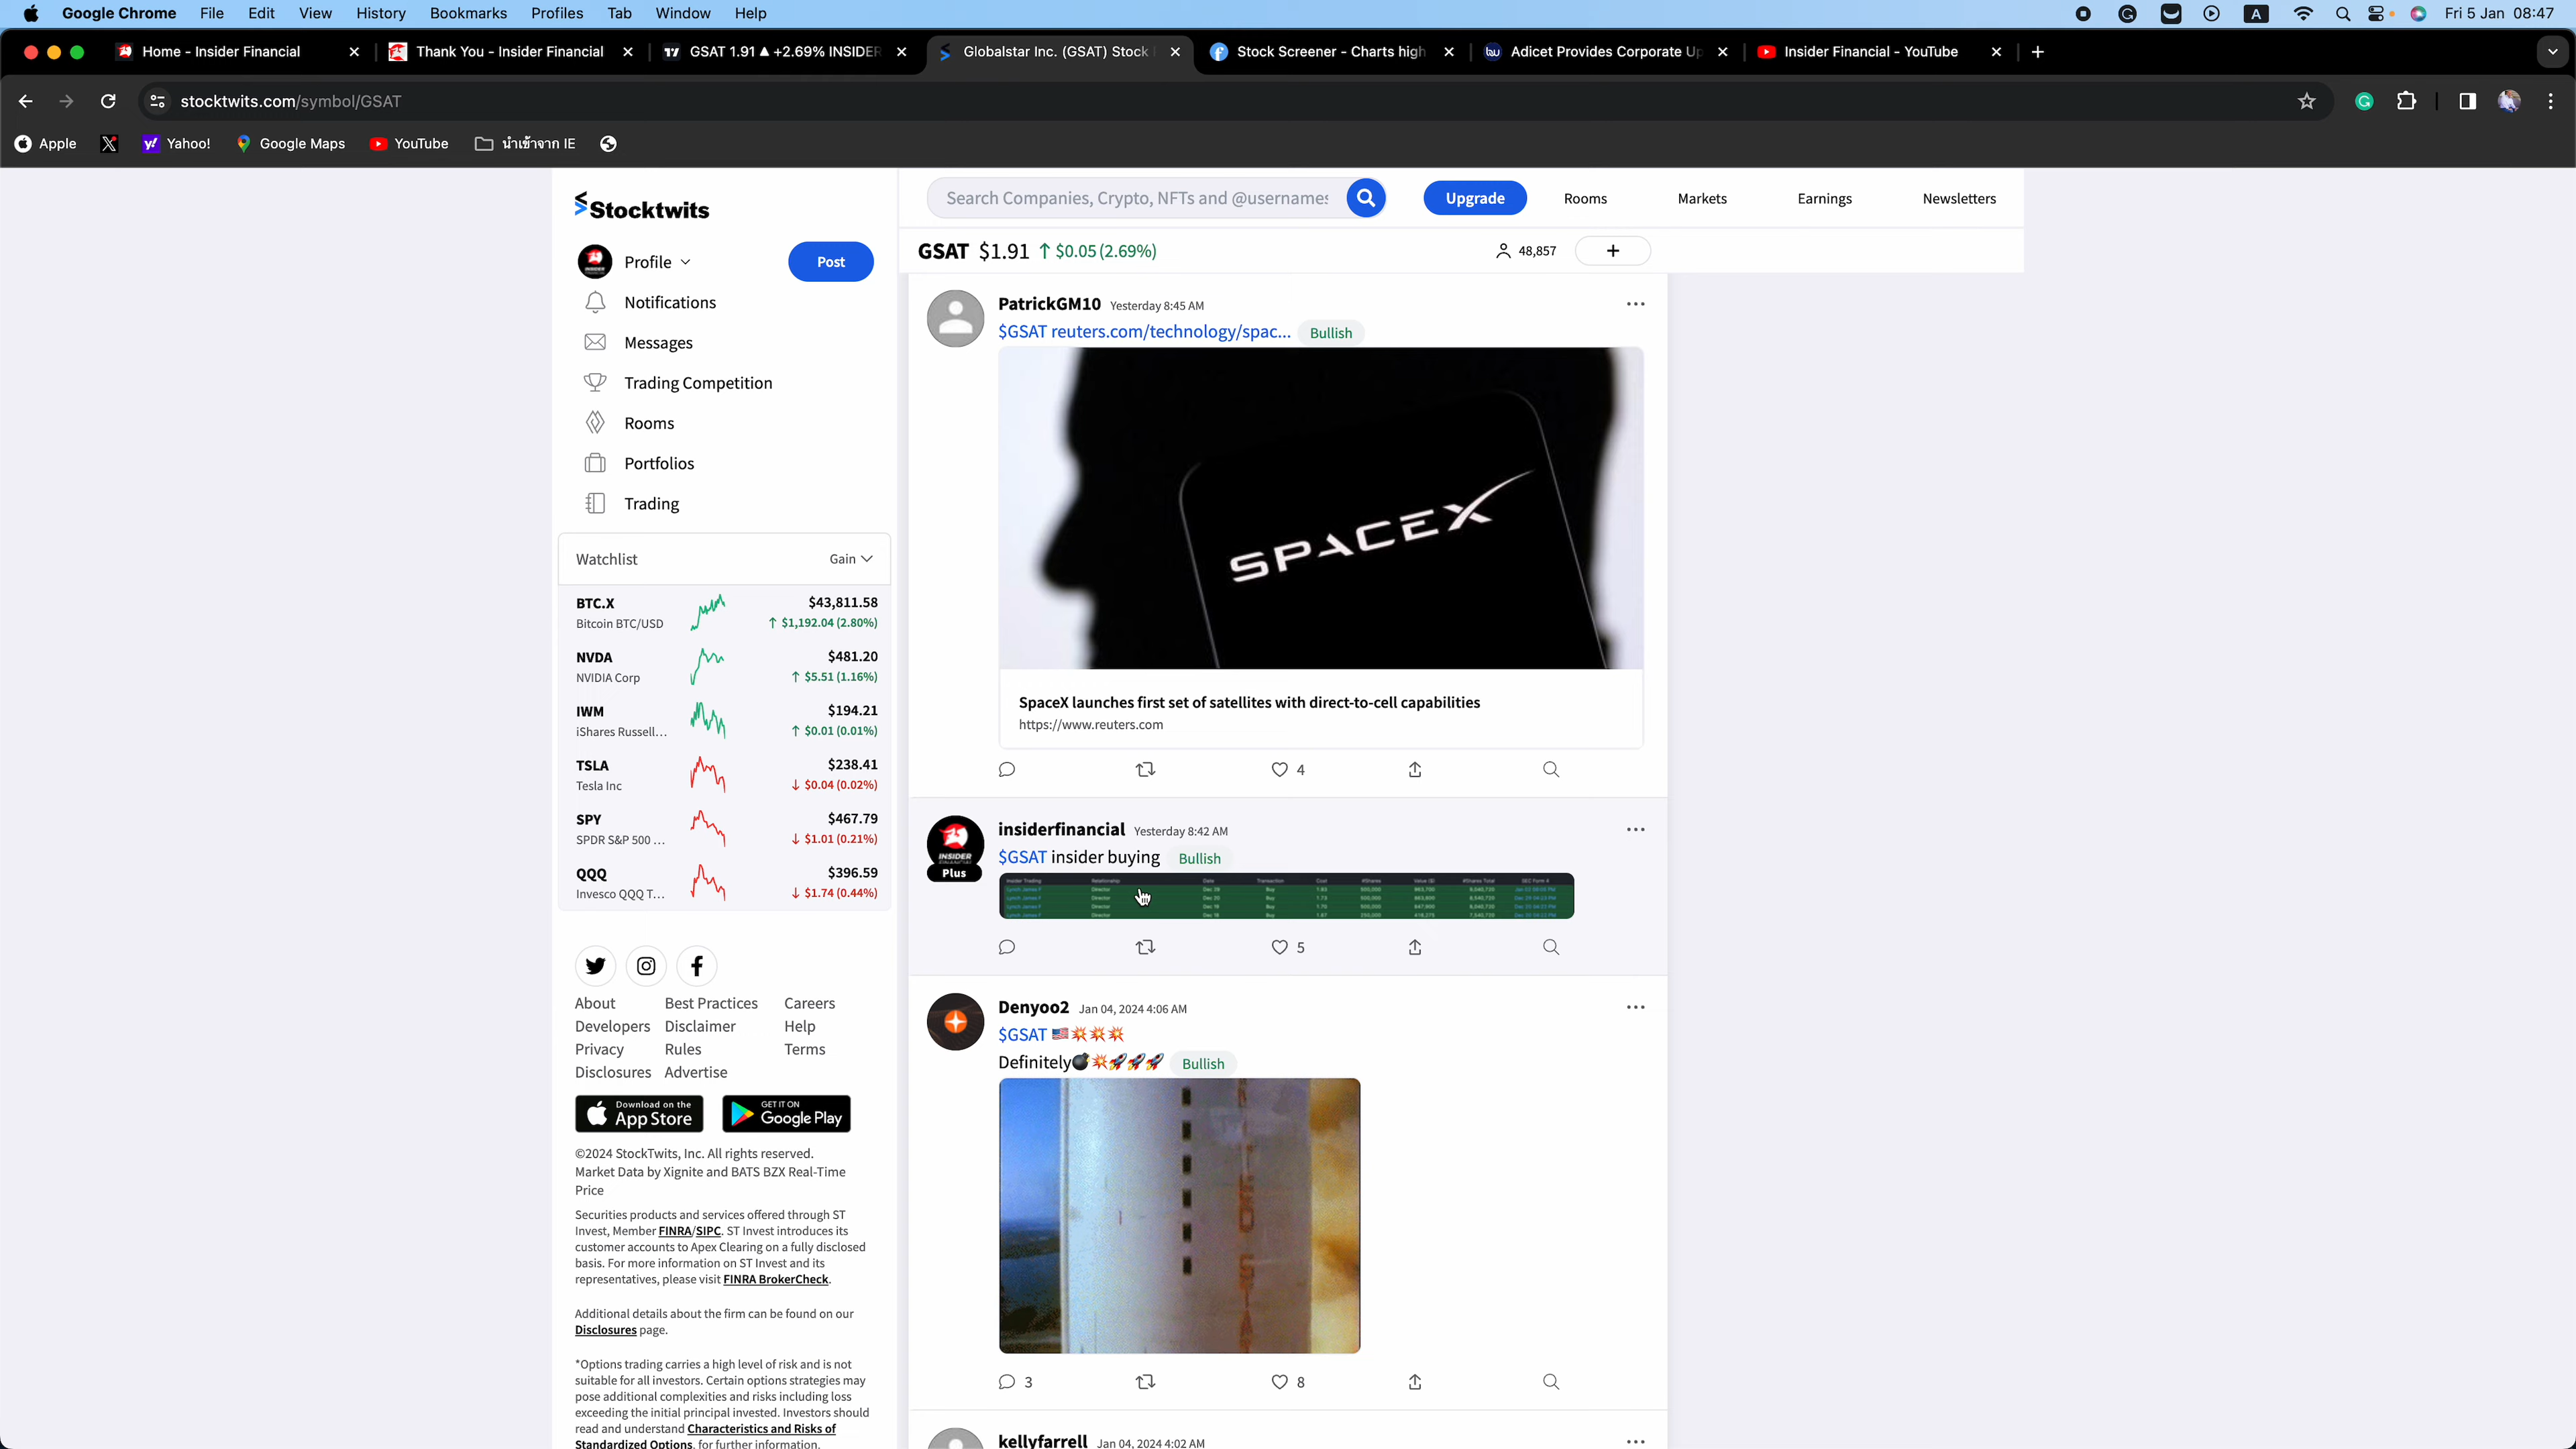 Google Chrome File Edit View History Bookmarks Profiles Tab Window Help
A Fri 5 Jan 08:47
Home - Insider Financial
Thank You - Insider Financial
GSAT 1.91 ▲ +2.69% INSIDER
Globalstar Inc. (GSAT) Stock
Stock Screener - Charts high
Adicet Provides Corporate Up
Insider Financial - YouTube
stocktwits.com/symbol/GSAT
Apple
Yahoo!
Google Maps
YouTube
นำเข้าจาก IE
Stocktwits
Search Companies, Crypto, NFTs and @usernames
Upgrade
Rooms
Markets
Earnings
Newsletters
Profile
Post
Notifications
Messages
Trading Competition
Rooms
Portfolios
Trading
Watchlist
Gain
BTC.X $43,811.58
Bitcoin BTC/USD ↑ $1,192.04 (2.80%)
NVDA $481.20
NVIDIA Corp ↑ $5.51 (1.16%)
IWM $194.21
iShares Russell... ↑ $0.01 (0.01%)
TSLA $238.41
Tesla Inc ↓ $0.04 (0.02%)
SPY $467.79
SPDR S&P 500 ... ↓ $1.01 (0.21%)
QQQ $396.59
Invesco QQQ T... ↓ $1.74 (0.44%)
About Best Practices Careers
Developers Disclaimer Help
Privacy Rules Terms
Disclosures Advertise
Download on the
App Store
GET IT ON
Google Play
©2024 StockTwits, Inc. All rights reserved.
Market Data by Xignite and BATS BZX Real-Time
Price
Securities products and services offered through ST
Invest, Member FINRA/SIPC. ST Invest introduces its
customer accounts to Apex Clearing on a fully disclosed
basis. For more information on ST Invest and its
representatives, please visit FINRA BrokerCheck.
Additional details about the firm can be found on our
Disclosures page.
*Options trading carries a high level of risk and is not
suitable for all investors. Certain options strategies may
pose additional complexities and risks including loss
exceeding the initial principal invested. Investors should
read and understand Characteristics and Risks of
Standardized Options, for further information.
GSAT $1.91 ↑ $0.05 (2.69%)
48,857 +
PatrickGM10 Yesterday 8:45 AM
$GSAT reuters.com/technology/spac... Bullish
SPACEX
SpaceX launches first set of satellites with direct-to-cell capabilities
https://www.reuters.com
4
INSIDER
Plus
insiderfinancial Yesterday 8:42 AM
$GSAT insider buying Bullish
5
Denyoo2 Jan 04, 2024 4:06 AM
$GSAT 🇺🇸💥💥💥
Definitely💣💥🚀🚀🚀 Bullish
3 8
kellyfarrell Jan 04, 2024 4:02 AM